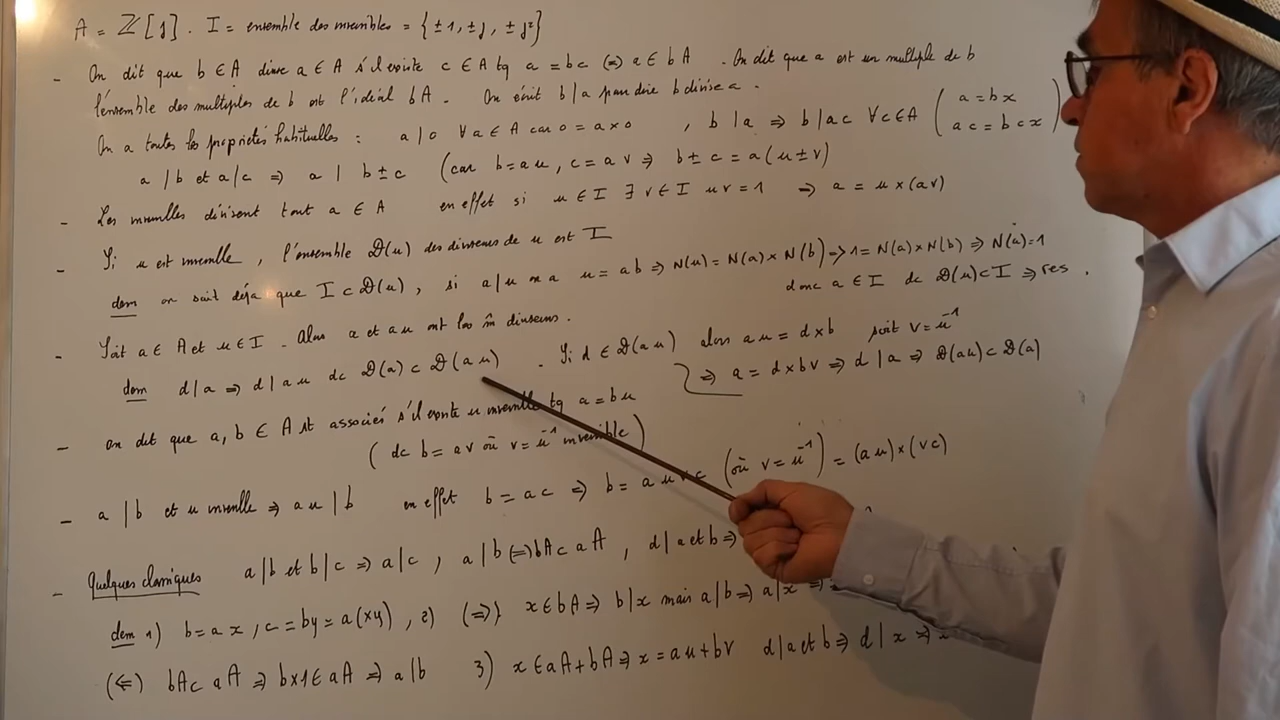 A = ℤ[j]. I = ensemble des inversibles = {±1, ±j, ±j²}
- On dit que b ∈ A divise a ∈ A s'il existe c ∈ A tq a = bc (⇔) a ∈ bA . On dit que a est un multiple de b
l'ensemble des multiples de b est l'idéal bA . On écrit b|a pour dire b divise a .
On a toutes les propriétés habituelles : a|0 ∀a ∈ A car 0 = a×0 , b|a ⇒ b|ac ∀c∈A (a = bx
ac = bcx)
a|b et a|c ⇒ a | b±c (car b = au, c = av ⇒ b±c = a(u±v)
- Les inversibles divisent tout a ∈ A en effet si u ∈ I ∃ v ∈ I uv = 1 → a = u×(av)
- Si u est inversible, l'ensemble 𝒟(u) des diviseurs de u est I
dem on sait déjà que I ⊂ 𝒟(u), si a|u on a u = ab ⇒ N(u) = N(a)×N(b) → 1 = N(a)×N(b) ⇒ N(a) = 1
donc a ∈ I dc 𝒟(u) ⊂ I ⇒ res .
- Soit a ∈ A et u ∈ I . Alors a et au ont les m̂ diviseurs .
dem d|a ⇒ d|au dc 𝒟(a) ⊂ 𝒟(au) . Si d ∈ 𝒟(au) alors au = d×b soit v = u⁻¹
⇒ a = d×bv ⇒ d|a ⇒ 𝒟(au) ⊂ 𝒟(a)
- on dit que a, b ∈ A st associés s'il existe u inversible tq a = bu
(dc b = av où v = u⁻¹ inversible)
- a|b et u inversible ⇒ au|b en effet b = ac ⇒ b = auvc (où v = u⁻¹) = (au)×(vc)
- Quelques classiques a|b et b|c ⇒ a|c , a|b (⇔) bA ⊂ aA , d|a et b ⇒
dem 1) b = ax, c = by = a(xy) , 2) (⇒) x ∈ bA ⇒ b|x mais a|b ⇒ a|x ⇒
(⇐) bA ⊂ aA ⇒ b×1 ∈ aA ⇒ a|b 3) x ∈ aA+bA ⇒ x = au+bv d|a et b ⇒ d|x ⇒